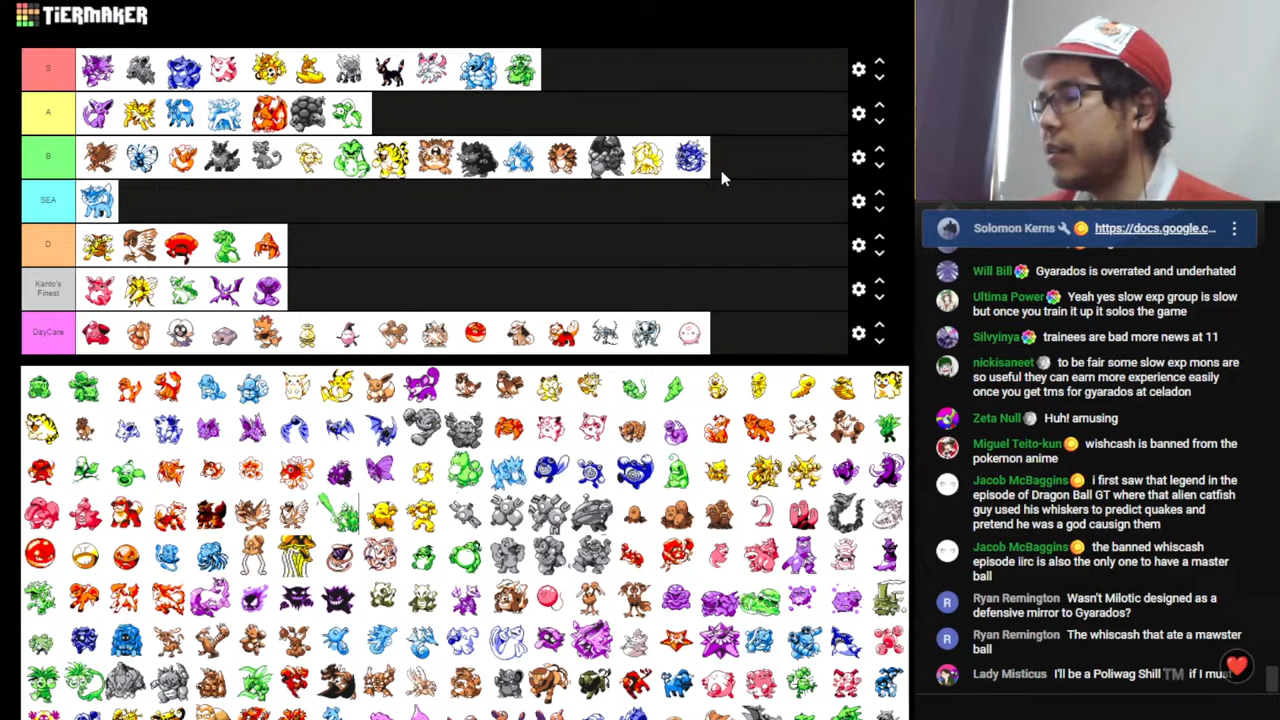 TiERMAKER
S
A
B
SEA
D
Kanto's
Finest
DayCare
Solomon Kerns https://docs.google.c...
Will Bill Gyarados is overrated and underhated
Ultima Power Yeah yes slow exp group is slow
but once you train it up it solos the game
Silvyinya trainees are bad more news at 11
nickisaneet to be fair some slow exp mons are
so useful they can earn more experience easily
once you get tms for gyarados at celadon
Zeta Null Huh! amusing
Miguel Teito-kun wishcash is banned from the
pokemon anime
Jacob McBaggins i first saw that legend in the
episode of Dragon Ball GT where that alien catfish
guy used his whiskers to predict quakes and
pretend he was a god causign them
Jacob McBaggins the banned whiscash
episode iirc is also the only one to have a master
ball
R Ryan Remington Wasn't Milotic designed as a
defensive mirror to Gyarados?
R Ryan Remington The whiscash that ate a mawster
ball
Lady Misticus I'll be a Poliwag Shill TM if I must